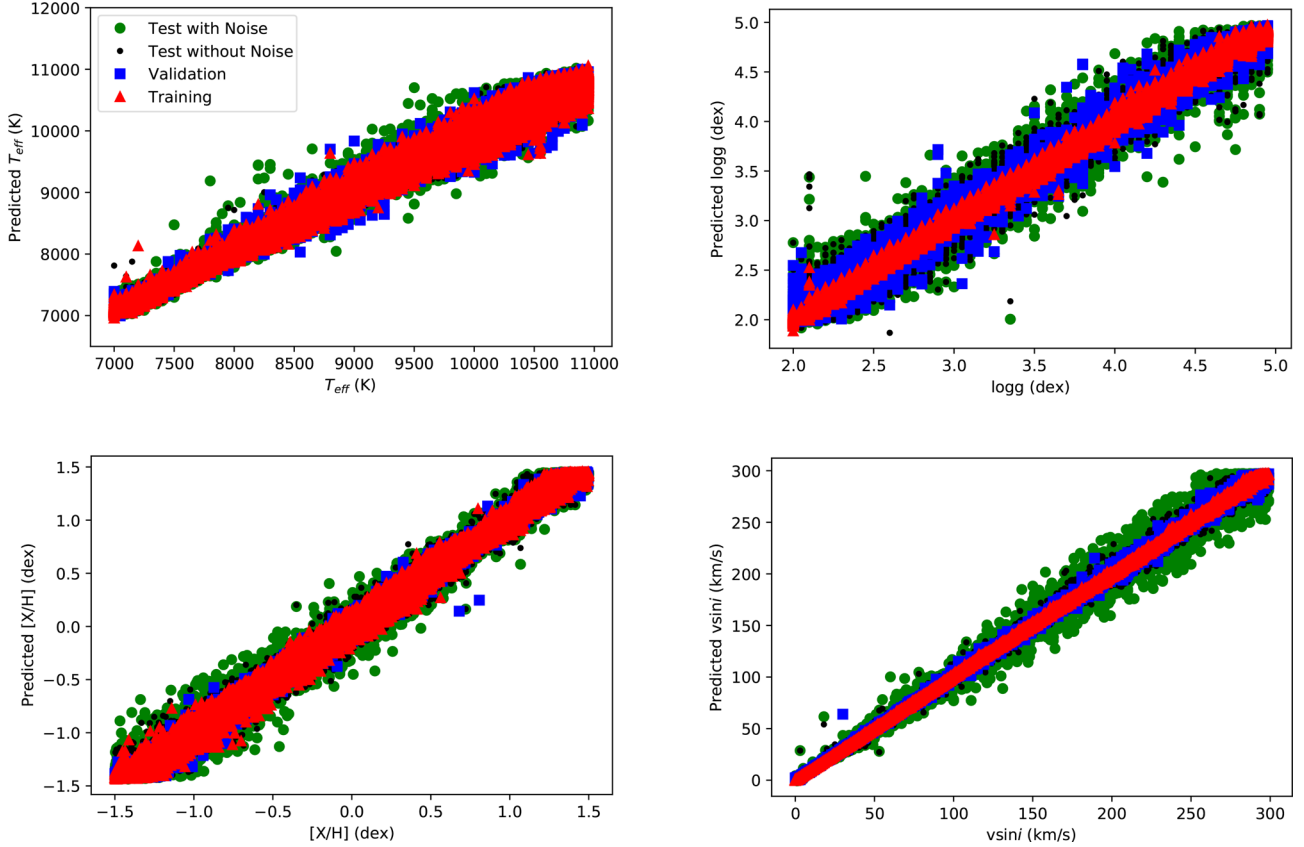 12000
11000
10000
9000
8000
7000
Predicted T_eff (K)
Test with Noise
Test without Noise
Validation
Training
7000 7500 8000 8500 9000 9500 10000 10500 11000
T_eff (K)
5.0
4.5
4.0
3.5
3.0
2.5
2.0
Predicted logg (dex)
2.0 2.5 3.0 3.5 4.0 4.5 5.0
logg (dex)
1.5
1.0
0.5
0.0
−0.5
−1.0
−1.5
Predicted [X/H] (dex)
−1.5 −1.0 −0.5 0.0 0.5 1.0 1.5
[X/H] (dex)
300
250
200
150
100
50
0
Predicted vsini (km/s)
0 50 100 150 200 250 300
vsini (km/s)